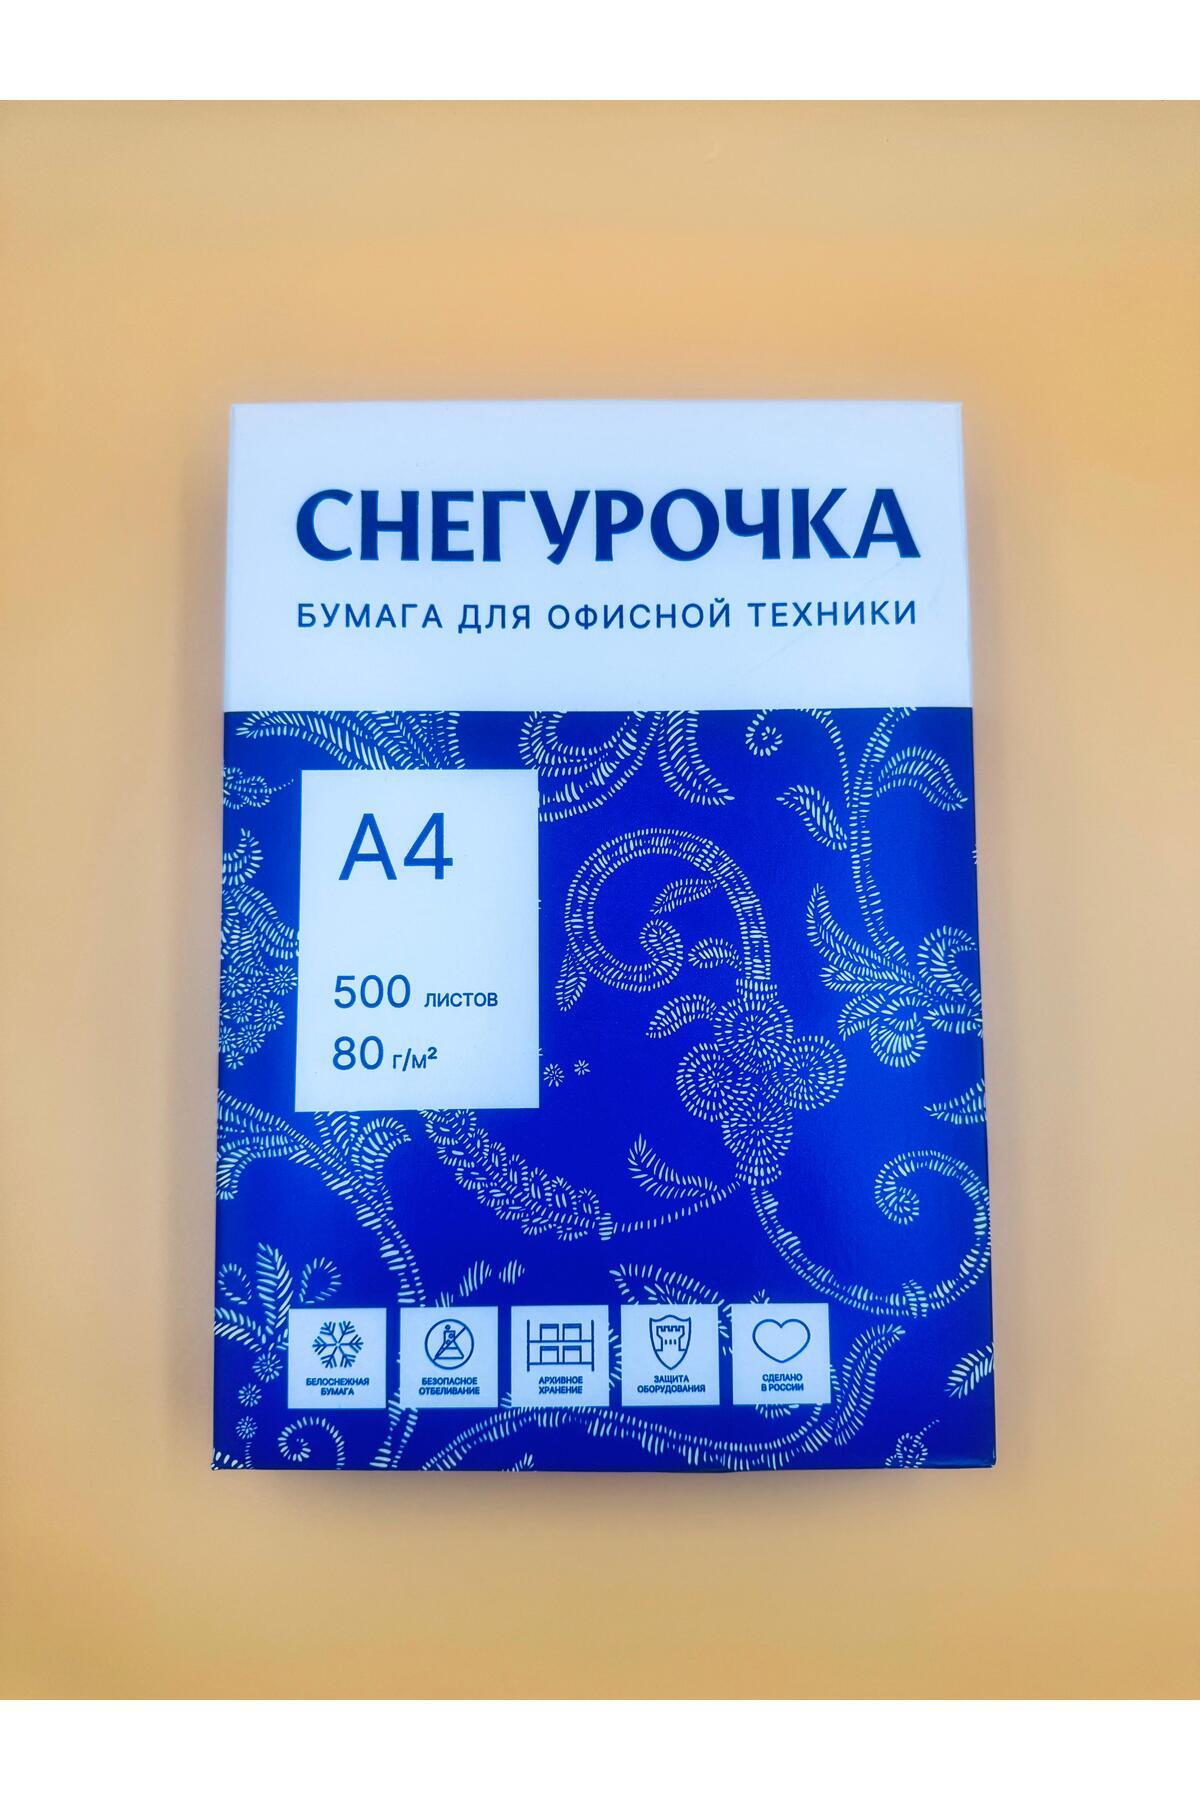 СНЕГУРОЧКА
БУМАГА ДЛЯ ОФИСНОЙ ТЕХНИКИ
А4
500 листов
80 г/м²
БЕЛОСНЕЖНАЯ
БУМАГА
БЕЗОПАСНОЕ
ОТБЕЛИВАНИЕ
АРХИВНОЕ
ХРАНЕНИЕ
ЗАЩИТА
ОБОРУДОВАНИЯ
СДЕЛАНО
В РОССИИ